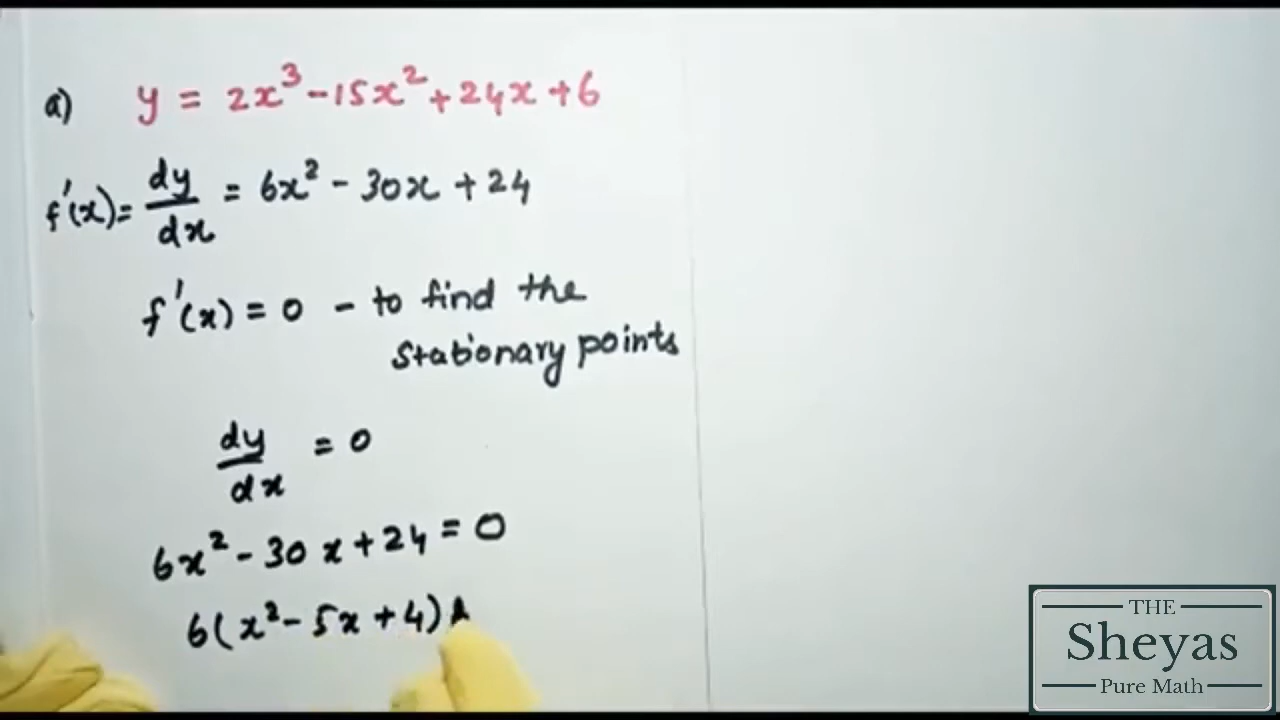 a) y = 2x³ - 15x² + 24x + 6
f'(x) = dy/dx = 6x² - 30x + 24
f'(x) = 0 - to find the
stationary points
dy/dx = 0
6x² - 30x + 24 = 0
6(x² - 5x + 4)
THE
Sheyas
Pure Math